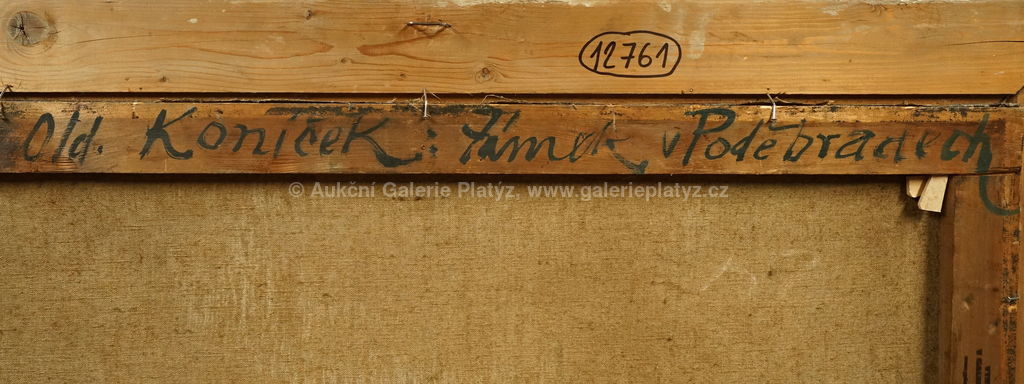 12761
Old. Koníček : Zámek v Poděbradech
© Aukční Galerie Platýz, www.galerieplatyz.cz